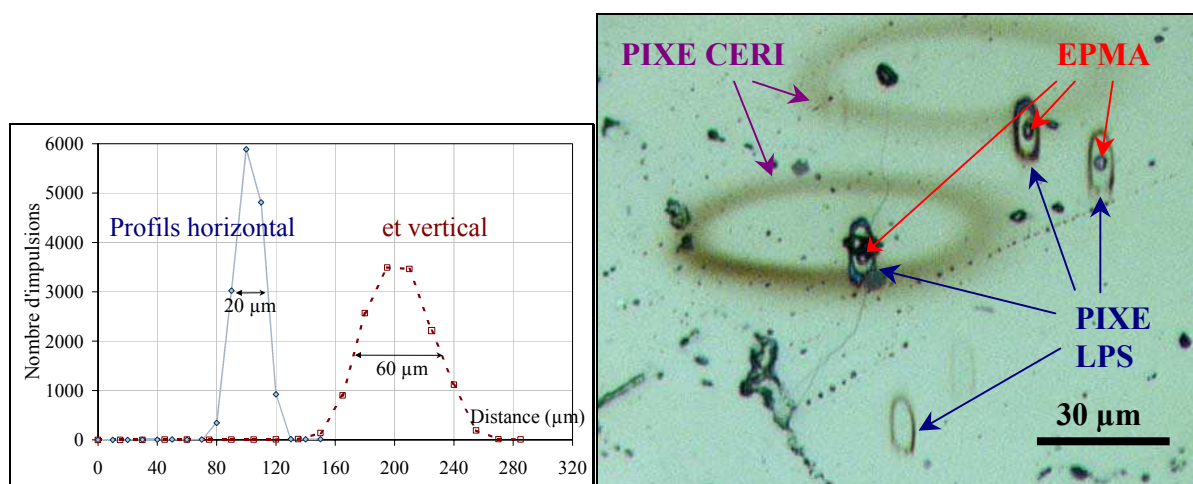 Nombre d'impulsions
6000
5000
4000
3000
2000
1000
0
Profils horizontal
et vertical
20 µm
60 µm
Distance (µm)
0 40 80 120 160 200 240 280 320
PIXE CERI
EPMA
PIXE
LPS
30 µm